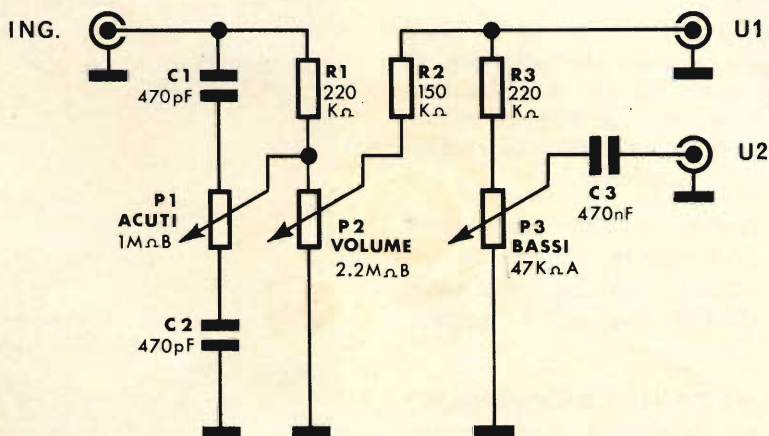 ING.
C1
470pF
R1
220
KΩ
R2
150
KΩ
R3
220
KΩ
U1
U2
C3
470nF
P1
ACUTI
1MΩB
P2
VOLUME
2.2MΩB
P3
BASSI
47KΩA
C2
470pF